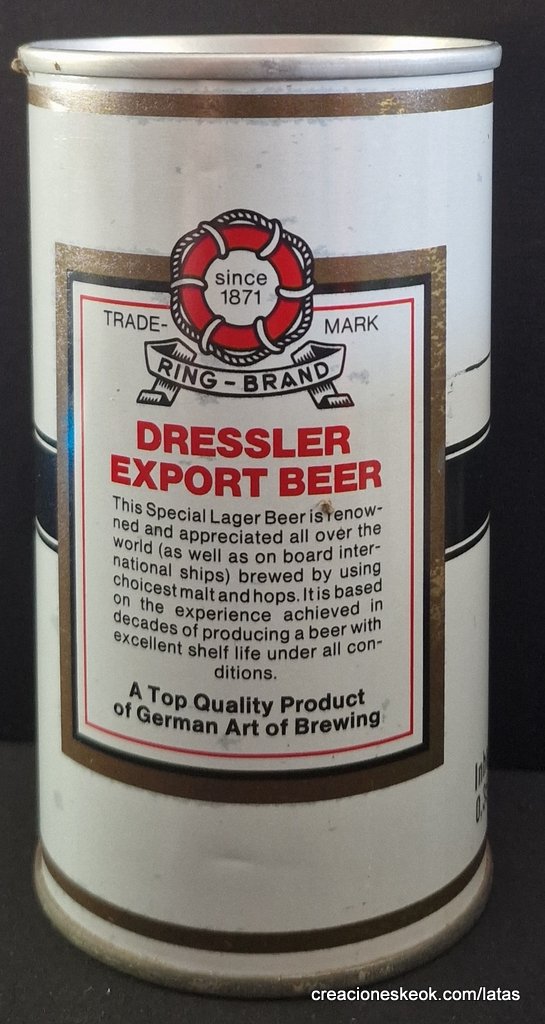 since
1871
TRADE- MARK
RING-BRAND
DRESSLER
EXPORT BEER
This Special Lager Beer is renow-
ned and appreciated all over the
world (as well as on board inter-
national ships) brewed by using
choicest malt and hops. It is based
on the experience achieved in
decades of producing a beer with
excellent shelf life under all con-
ditions.
A Top Quality Product
of German Art of Brewing
creacioneskeok.com/latas